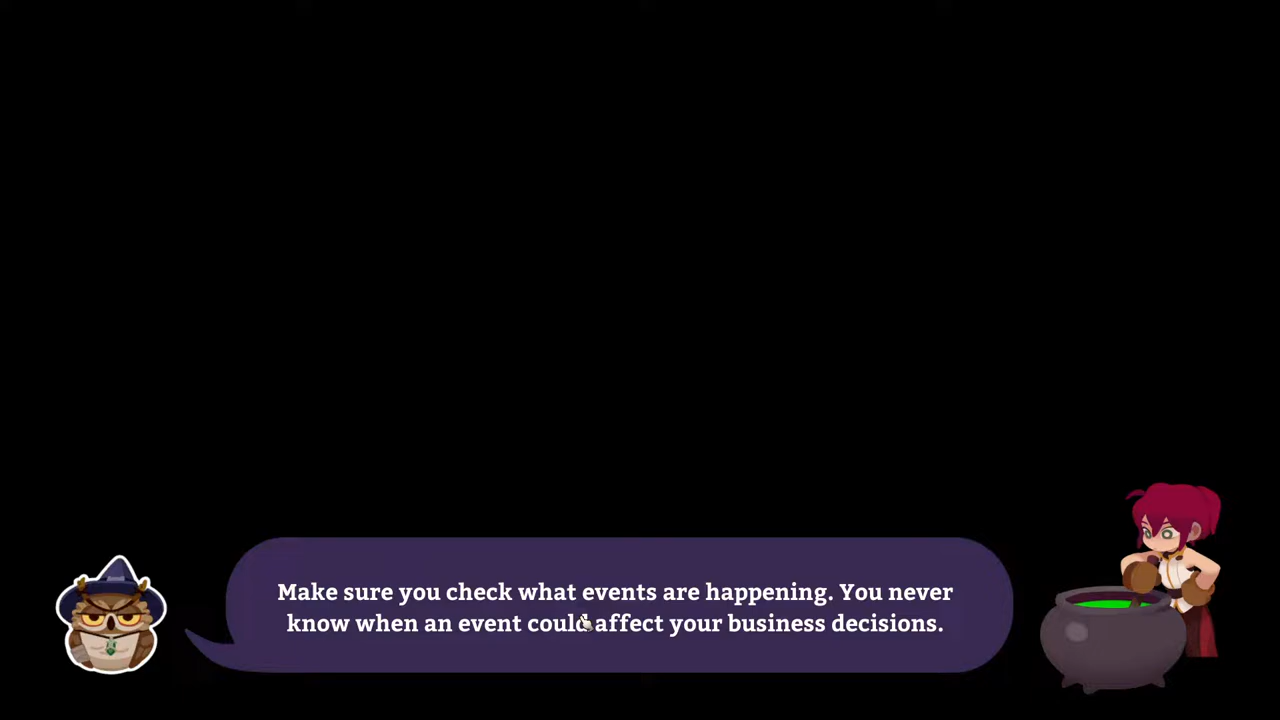 Make sure you check what events are happening. You never
know when an event could affect your business decisions.